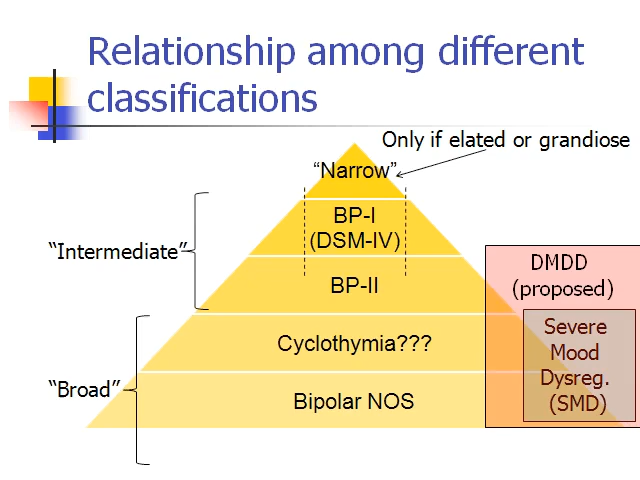 Relationship among different
classifications
Only if elated or grandiose
“Narrow”
BP-I
(DSM-IV)
“Intermediate”
BP-II
DMDD
(proposed)
Severe
Mood
Dysreg.
(SMD)
Cyclothymia???
“Broad”
Bipolar NOS